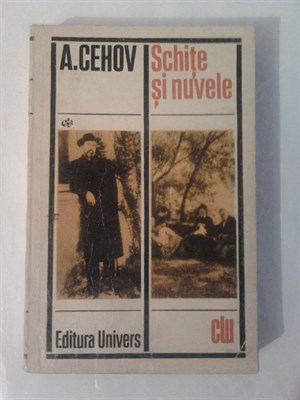 A.CEHOV
Schițe
și nuvele
Editura Univers
clu